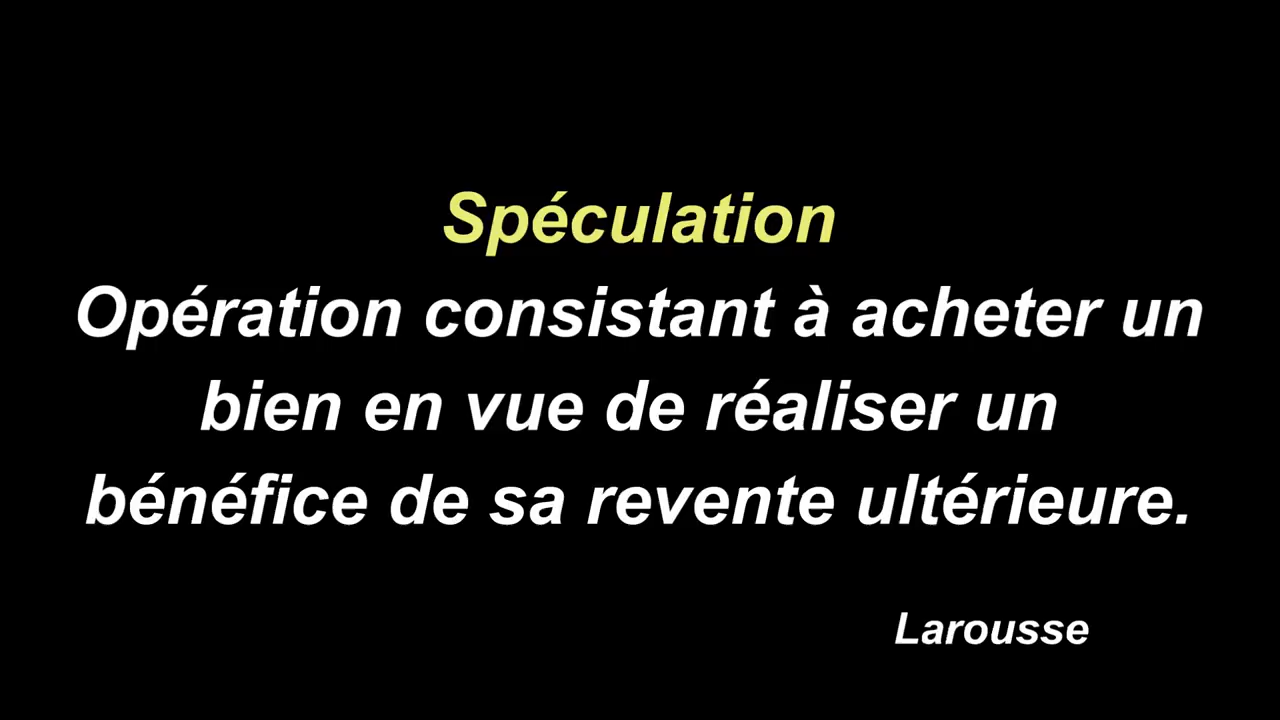 Spéculation
Opération consistant à acheter un
bien en vue de réaliser un
bénéfice de sa revente ultérieure.
Larousse